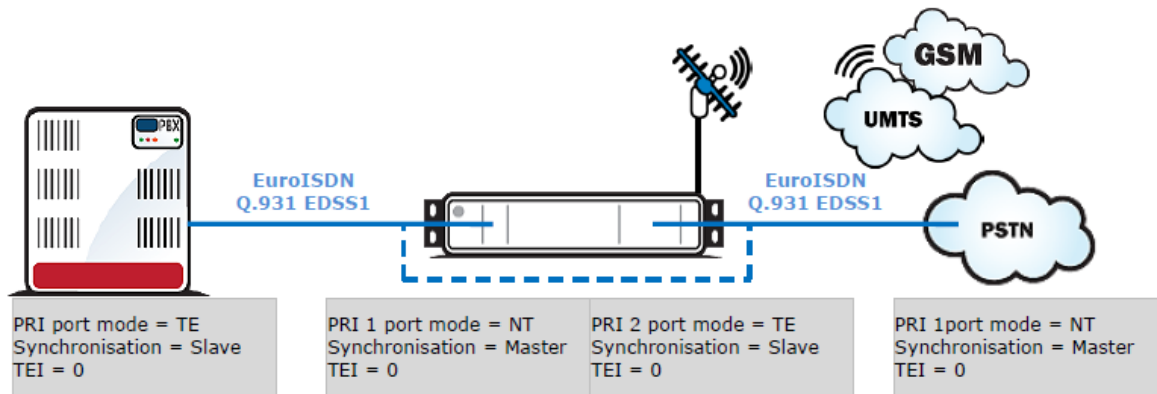 GSM
UMTS
PBX
EuroISDN
Q.931 EDSS1
EuroISDN
Q.931 EDSS1
PSTN
PRI port mode = TE
Synchronisation = Slave
TEI = 0
PRI 1 port mode = NT
Synchronisation = Master
TEI = 0
PRI 2 port mode = TE
Synchronisation = Slave
TEI = 0
PRI 1port mode = NT
Synchronisation = Master
TEI = 0